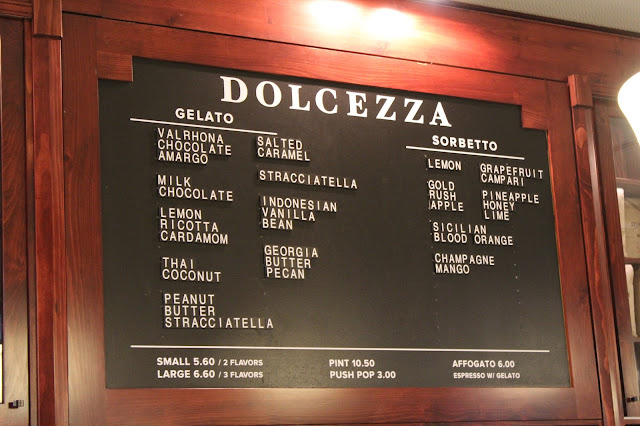 DOLCEZZA
GELATO
VALRHONA
CHOCOLATE
AMARGO
MILK
CHOCOLATE
LEMON
RICOTTA
CARDAMOM
THAI
COCONUT
PEANUT
BUTTER
STRACCIATELLA
SALTED
CARAMEL
STRACCIATELLA
INDONESIAN
VANILLA
BEAN
GEORGIA
BUTTER
PECAN
SORBETTO
LEMON
GOLD
RUSH
APPLE
SICILIAN
BLOOD ORANGE
CHAMPAGNE
MANGO
GRAPEFRUIT
CAMPARI
PINEAPPLE
HONEY
LIME
SMALL 5.60 / 2 FLAVORS
LARGE 6.60 / 3 FLAVORS
PINT 10.50
PUSH POP 3.00
AFFOGATO 6.00
ESPRESSO W/ GELATO